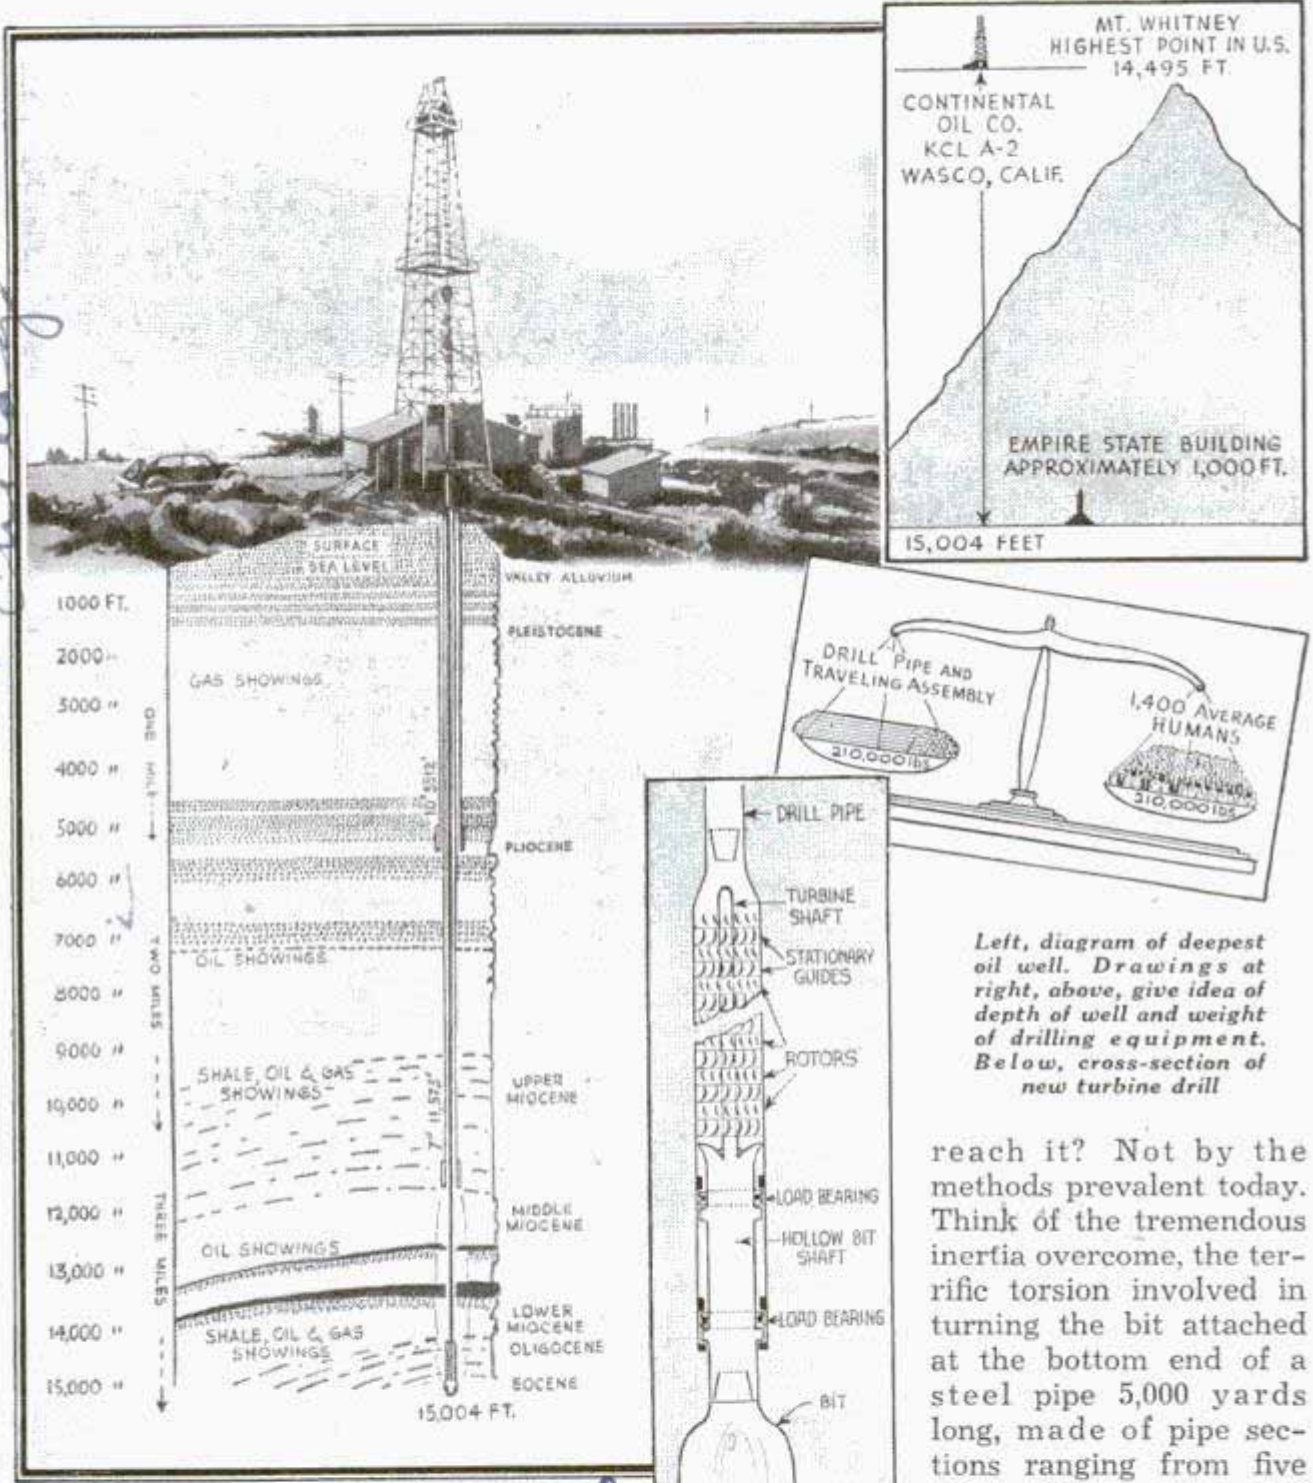 MT. WHITNEY
HIGHEST POINT IN U.S.
14,495 FT.
CONTINENTAL
OIL CO.
KCL A-2
WASCO, CALIF.
EMPIRE STATE BUILDING
APPROXIMATELY 1,000 FT.
15,004 FEET
SURFACE
SEA LEVEL
VALLEY ALLUVIUM
1000 FT.
PLEISTOCENE
2000 "
GAS SHOWINGS
3000 "
ONE MILE
4000 "
5000 "
PLIOCENE
6000 "
7000 "
TWO MILES
OIL SHOWINGS
8000 "
9000 "
SHALE, OIL & GAS
SHOWINGS
UPPER
MIOCENE
10,000 "
11,000 "
THREE MILES
12,000 "
MIDDLE
MIOCENE
OIL SHOWINGS
13,000 "
LOWER
MIOCENE
14,000 "
SHALE, OIL & GAS
SHOWINGS
OLIGOCENE
15,000 "
EOCENE
15,004 FT.
DRILL PIPE AND
TRAVELING ASSEMBLY
210,000 lbs.
1,400 AVERAGE
HUMANS
210,000 lbs.
DRILL PIPE
TURBINE
SHAFT
STATIONARY
GUIDES
ROTORS
LOAD BEARING
HOLLOW BIT
SHAFT
LOAD BEARING
BIT
Left, diagram of deepest
oil well. Drawings at
right, above, give idea of
depth of well and weight
of drilling equipment.
Below, cross-section of
new turbine drill
reach it? Not by the
methods prevalent today.
Think of the tremendous
inertia overcome, the ter-
rific torsion involved in
turning the bit attached
at the bottom end of a
steel pipe 5,000 yards
long, made of pipe sec-
tions ranging from five